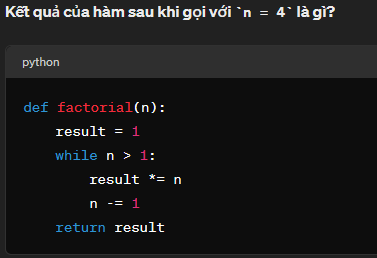 Kết quả của hàm sau khi gọi với `n = 4` là gì?
python
def factorial(n):
    result = 1
    while n > 1:
        result *= n
        n -= 1
    return result